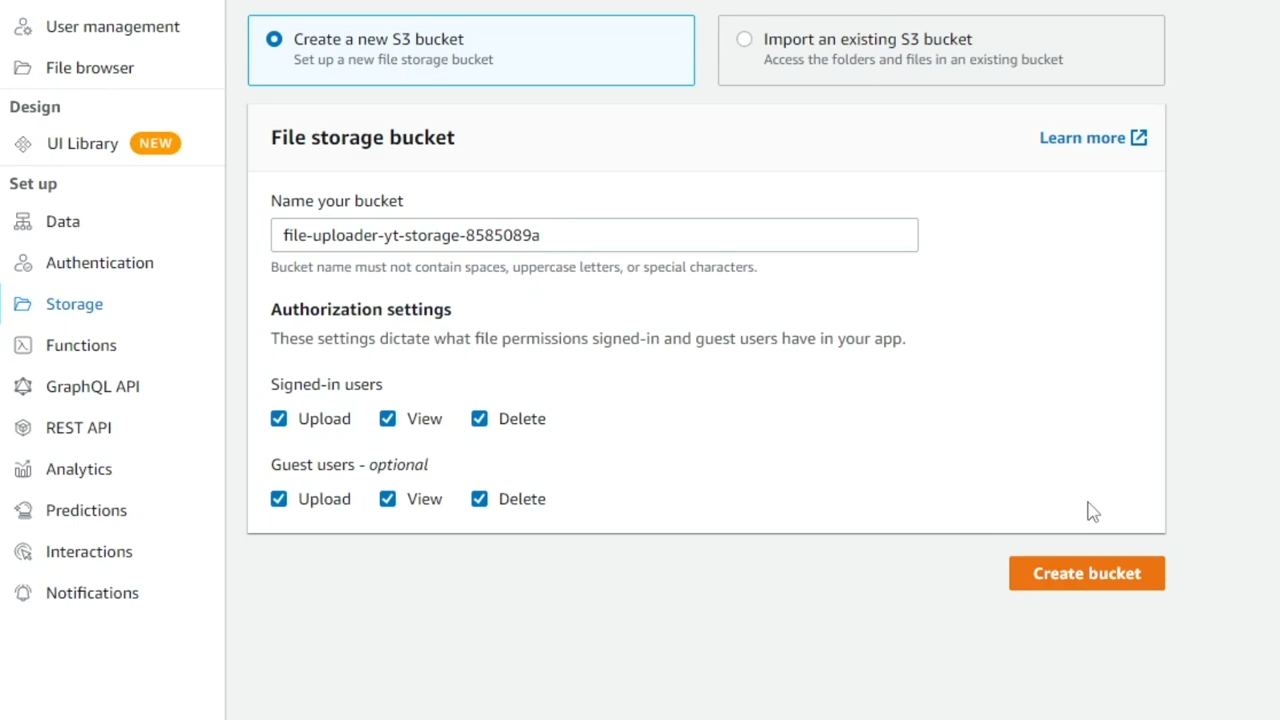 User management
File browser
Design
UI Library NEW
Set up
Data
Authentication
Storage
Functions
GraphQL API
REST API
Analytics
Predictions
Interactions
Notifications
Create a new S3 bucket
Set up a new file storage bucket
Import an existing S3 bucket
Access the folders and files in an existing bucket
File storage bucket
Learn more
Name your bucket
file-uploader-yt-storage-8585089a
Bucket name must not contain spaces, uppercase letters, or special characters.
Authorization settings
These settings dictate what file permissions signed-in and guest users have in your app.
Signed-in users
Upload View Delete
Guest users - optional
Upload View Delete
Create bucket